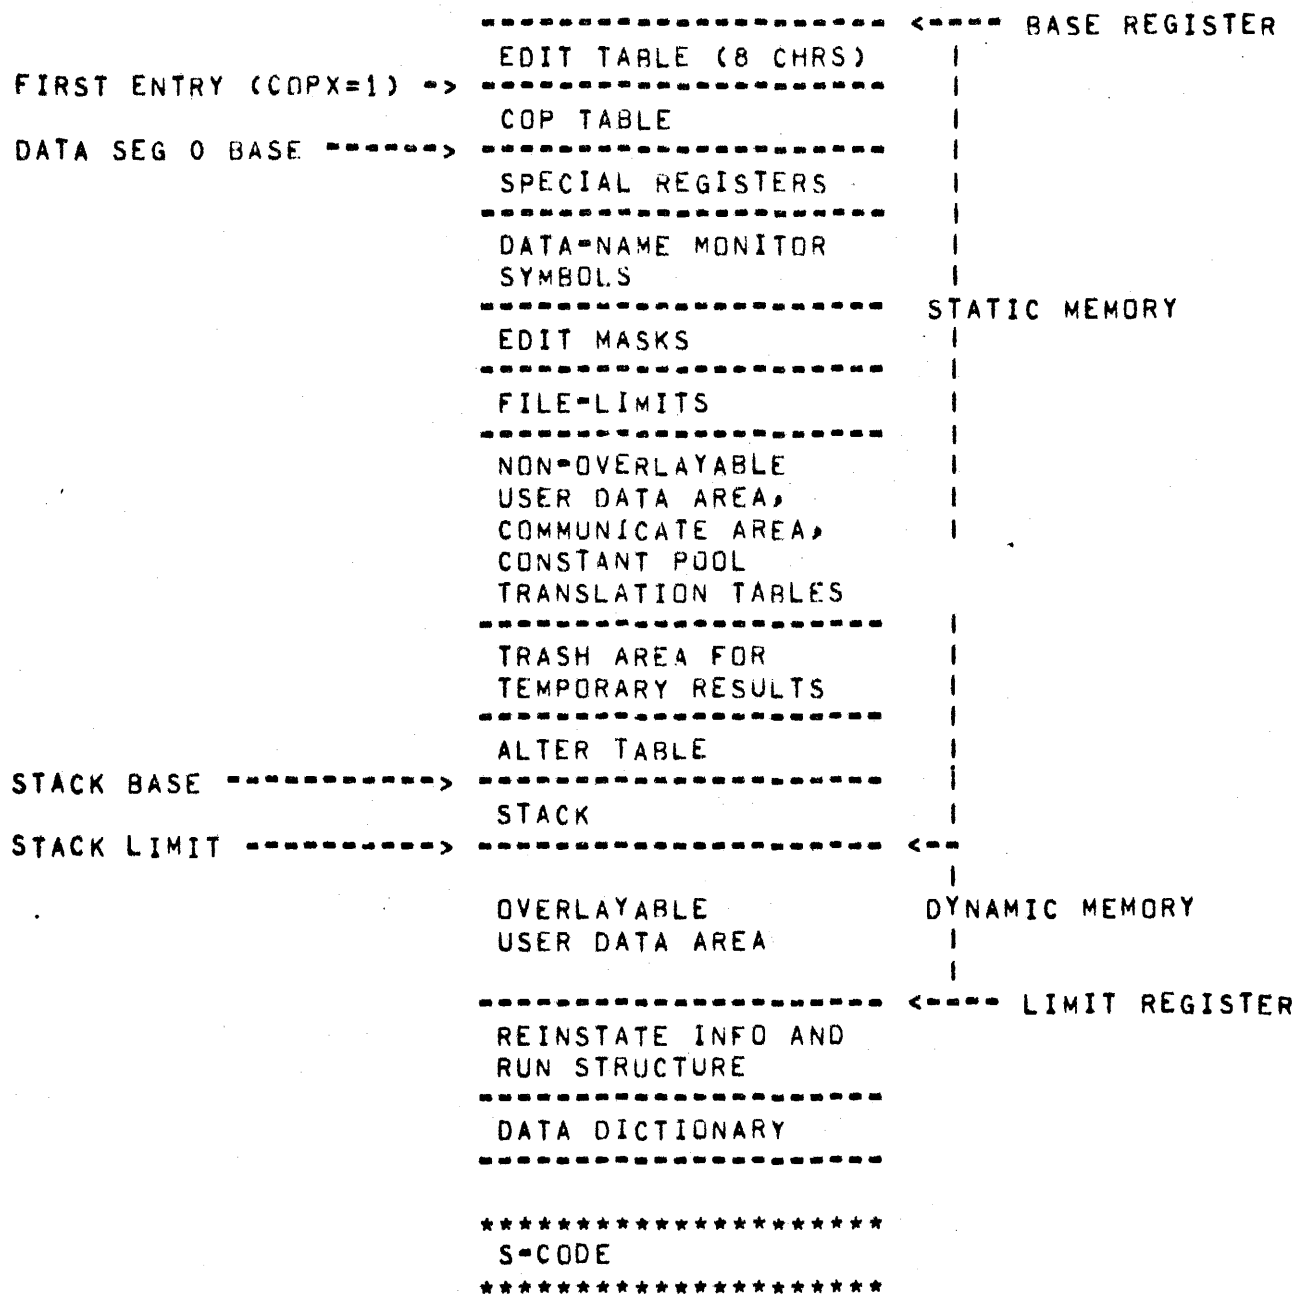 --------------------- <---- BASE REGISTER
EDIT TABLE (8 CHRS) |
FIRST ENTRY (COPX=1) -> --------------------- |
COP TABLE |
DATA SEG 0 BASE ------> --------------------- |
SPECIAL REGISTERS |
--------------------- |
DATA-NAME MONITOR |
SYMBOLS |
--------------------- STATIC MEMORY
EDIT MASKS |
--------------------- |
FILE-LIMITS |
--------------------- |
NON-OVERLAYABLE |
USER DATA AREA, |
COMMUNICATE AREA, |
CONSTANT POOL
TRANSLATION TABLES
--------------------- |
TRASH AREA FOR |
TEMPORARY RESULTS |
--------------------- |
ALTER TABLE |
STACK BASE -----------> --------------------- |
STACK |
STACK LIMIT ----------> --------------------- <--
|
OVERLAYABLE DYNAMIC MEMORY
USER DATA AREA |
|
--------------------- <---- LIMIT REGISTER
REINSTATE INFO AND
RUN STRUCTURE
---------------------
DATA DICTIONARY
---------------------
*********************
S-CODE
*********************